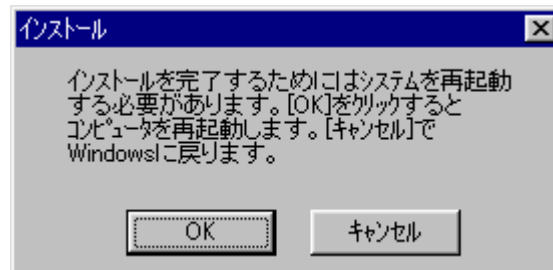 インストール
インストールを完了するためにはシステムを再起動
する必要があります。[OK]をクリックすると
コンピュータを再起動します。[キャンセル]で
Windowsに戻ります。
OK
キャンセル